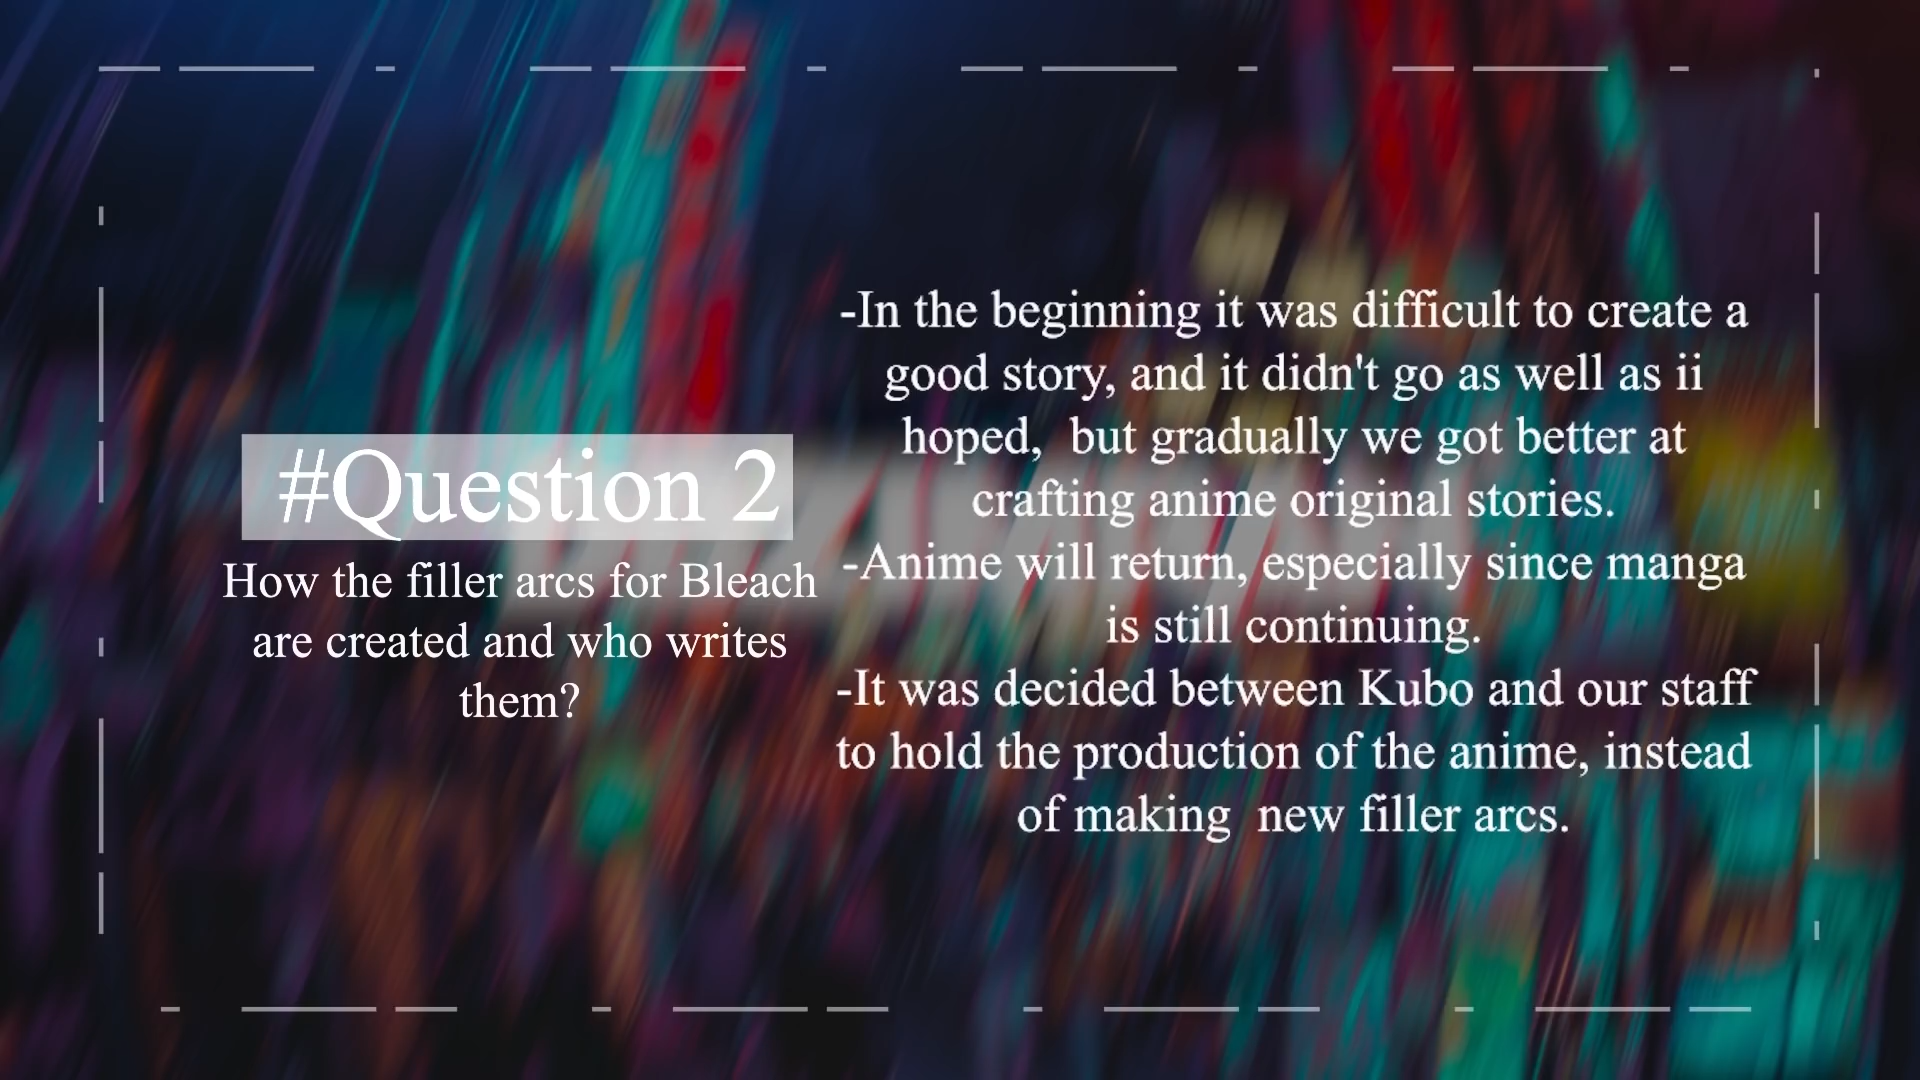 #Question 2
How the filler arcs for Bleach
are created and who writes
them?
-In the beginning it was difficult to create a
good story, and it didn't go as well as ii
hoped,  but gradually we got better at
crafting anime original stories.
-Anime will return, especially since manga
is still continuing.
-It was decided between Kubo and our staff
to hold the production of the anime, instead
of making  new filler arcs.